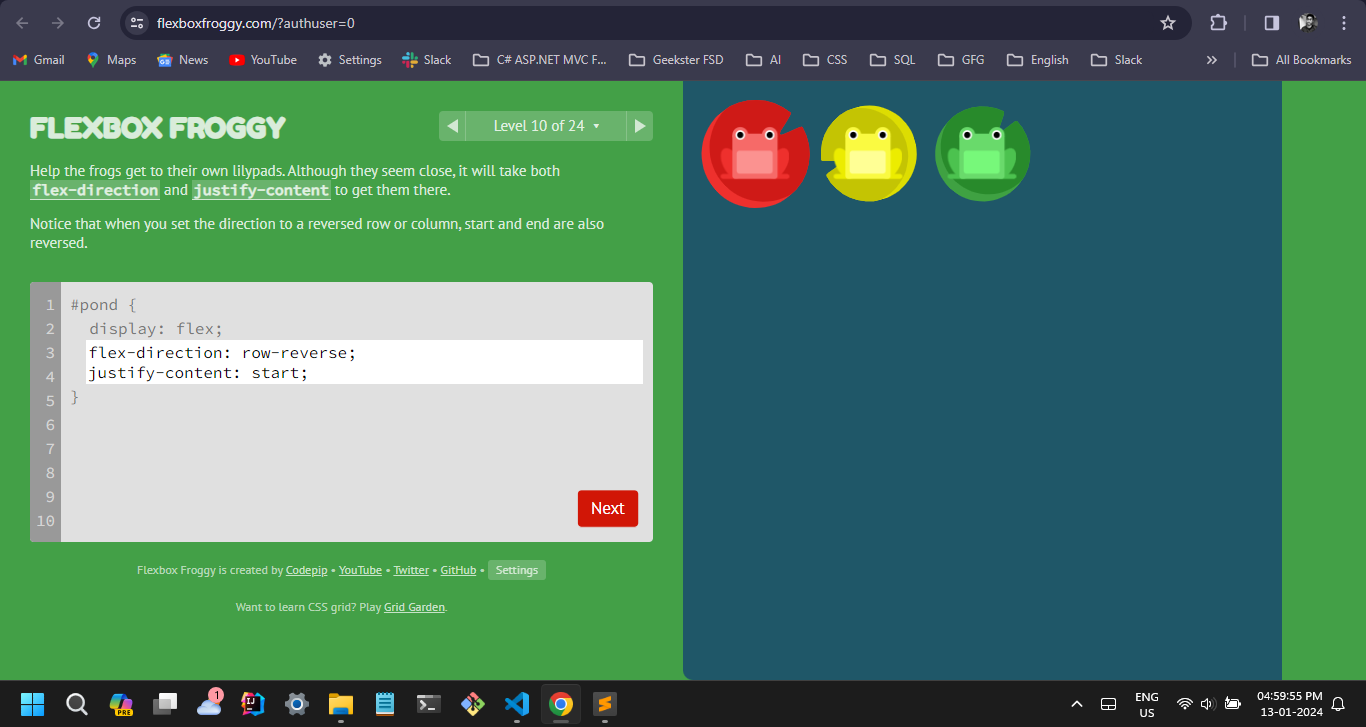 flexboxfroggy.com/?authuser=0
Gmail Maps News YouTube Settings Slack C# ASP.NET MVC F... Geekster FSD AI CSS SQL GFG English Slack » All Bookmarks
FLEXBOX FROGGY
Level 10 of 24
Help the frogs get to their own lilypads. Although they seem close, it will take both
flex-direction and justify-content to get them there.
Notice that when you set the direction to a reversed row or column, start and end are also
reversed.
1 #pond {
2 display: flex;
3 flex-direction: row-reverse;
4 justify-content: start;
5 }
6
7
8
9
10
Next
Flexbox Froggy is created by Codepip • YouTube • Twitter • GitHub • Settings
Want to learn CSS grid? Play Grid Garden.
PRE
1
IJ
ENG
US
04:59:55 PM
13-01-2024